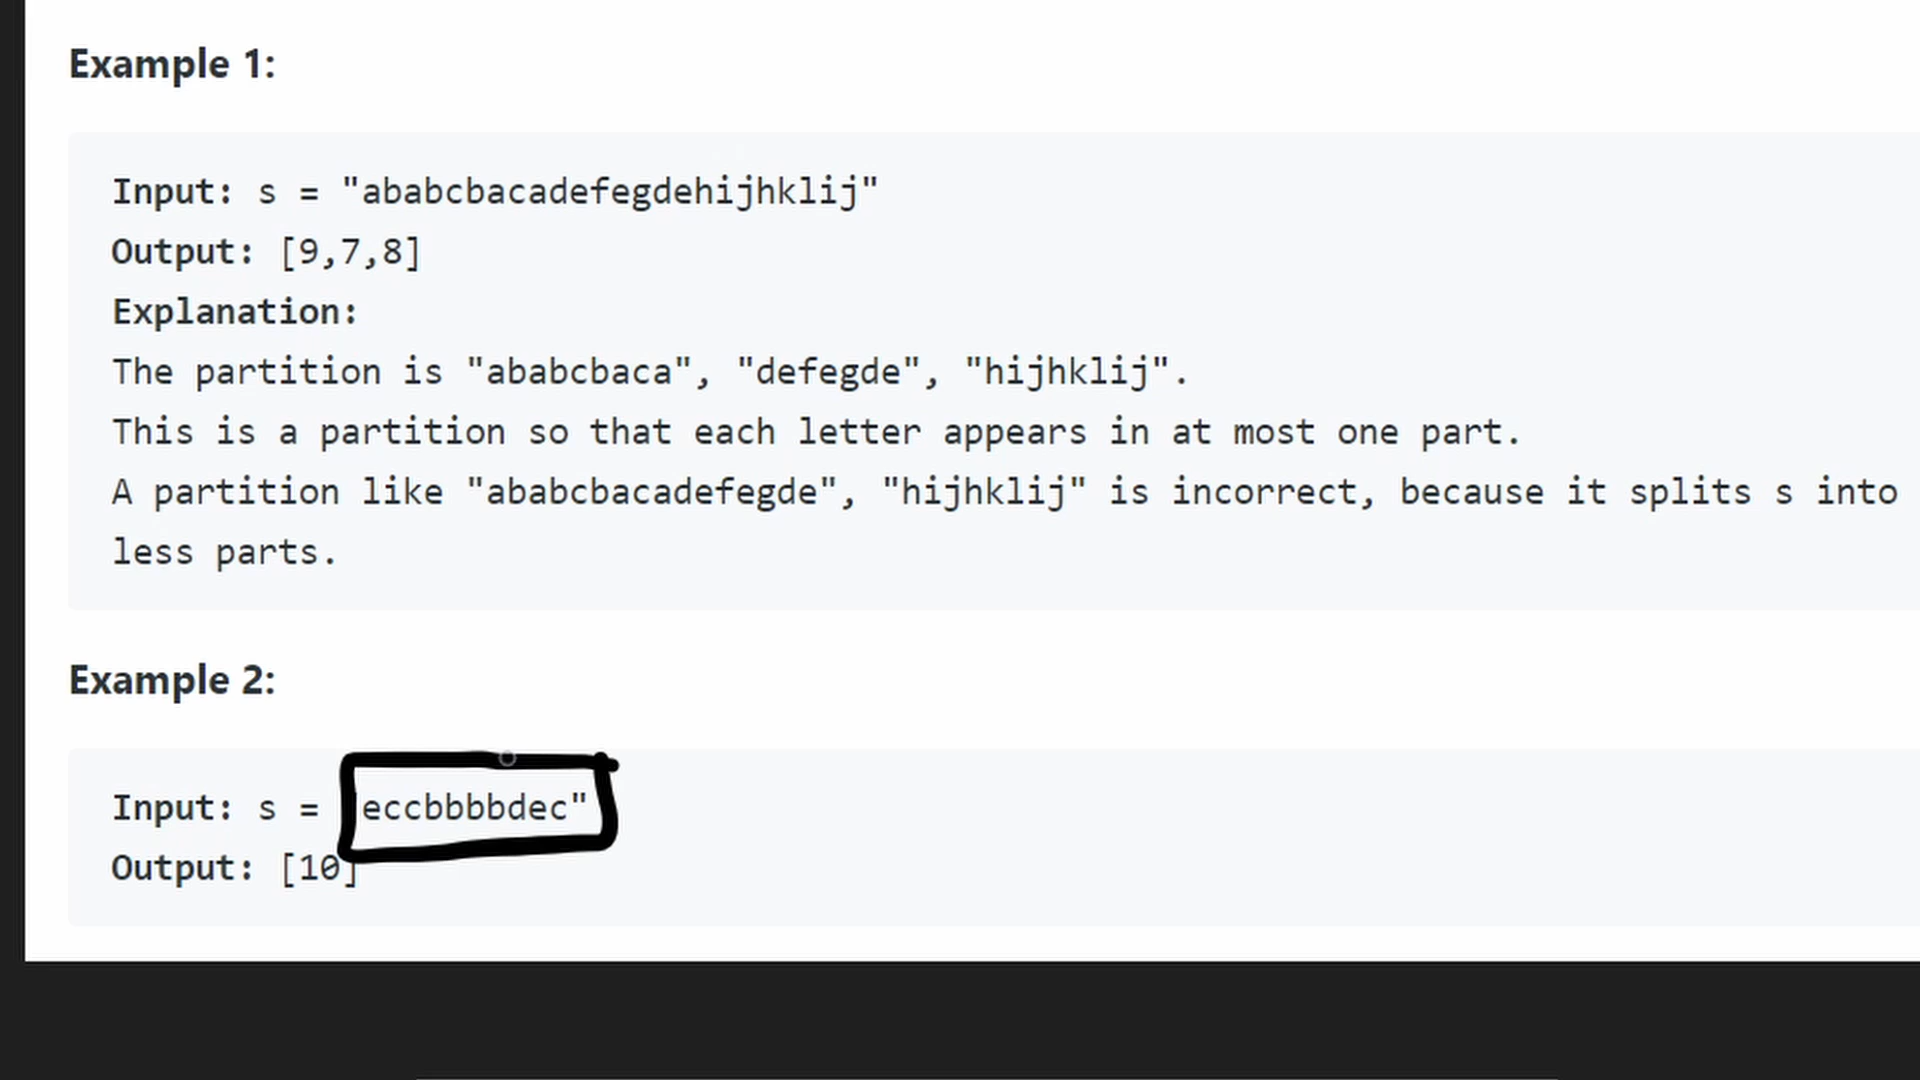 Example 1:
Input: s = "ababcbacadefegdehijhklij"
Output: [9,7,8]
Explanation:
The partition is "ababcbaca", "defegde", "hijhklij".
This is a partition so that each letter appears in at most one part.
A partition like "ababcbacadefegde", "hijhklij" is incorrect, because it splits s into
less parts.
Example 2:
Input: s = eccbbbbdec"
Output: [10]